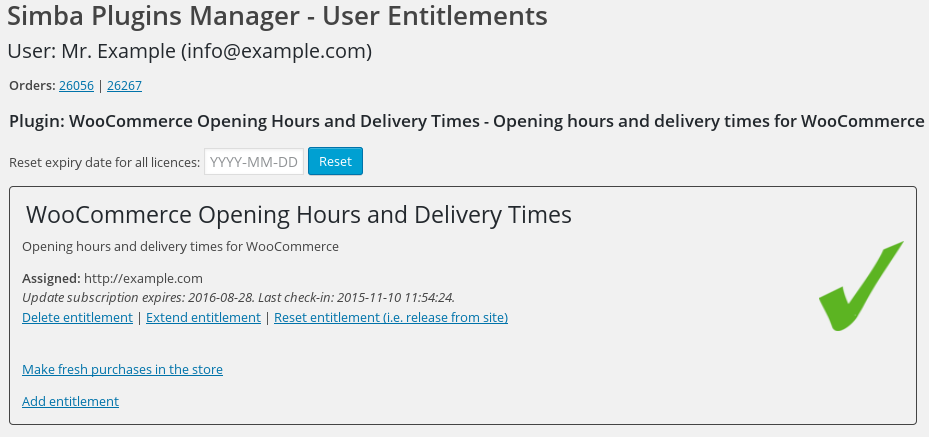 Simba Plugins Manager - User Entitlements
User: Mr. Example (info@example.com)
Orders: 26056 | 26267
Plugin: WooCommerce Opening Hours and Delivery Times - Opening hours and delivery times for WooCommerce
Reset expiry date for all licences: YYYY-MM-DD Reset
WooCommerce Opening Hours and Delivery Times
Opening hours and delivery times for WooCommerce
Assigned: http://example.com
Update subscription expires: 2016-08-28. Last check-in: 2015-11-10 11:54:24.
Delete entitlement | Extend entitlement | Reset entitlement (i.e. release from site)
Make fresh purchases in the store
Add entitlement